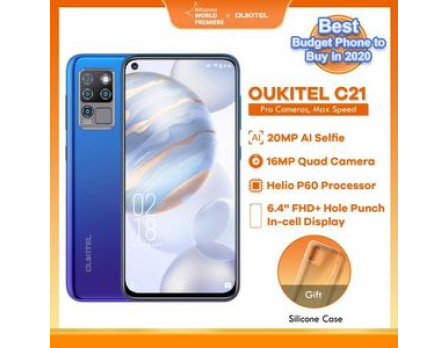 AliExpress
WORLD
PREMIERE
x OUKITEL
Best
Budget Phone to
Buy in 2020
OUKITEL C21
Pro Cameras, Max Speed
AI 20MP AI Selfie
16MP Quad Camera
Helio P60 Processor
6.4" FHD+ Hole Punch
In-cell Display
02
18
OUKITEL
Gift
Silicone Case